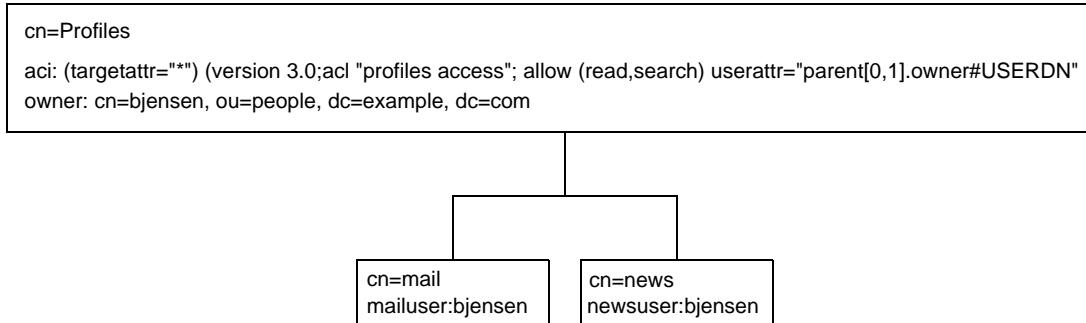 cn=Profiles
aci: (targetattr="*") (version 3.0;acl "profiles access"; allow (read,search) userattr="parent[0,1].owner#USERDN"
owner: cn=bjensen, ou=people, dc=example, dc=com
cn=mail
mailuser:bjensen
cn=news
newsuser:bjensen